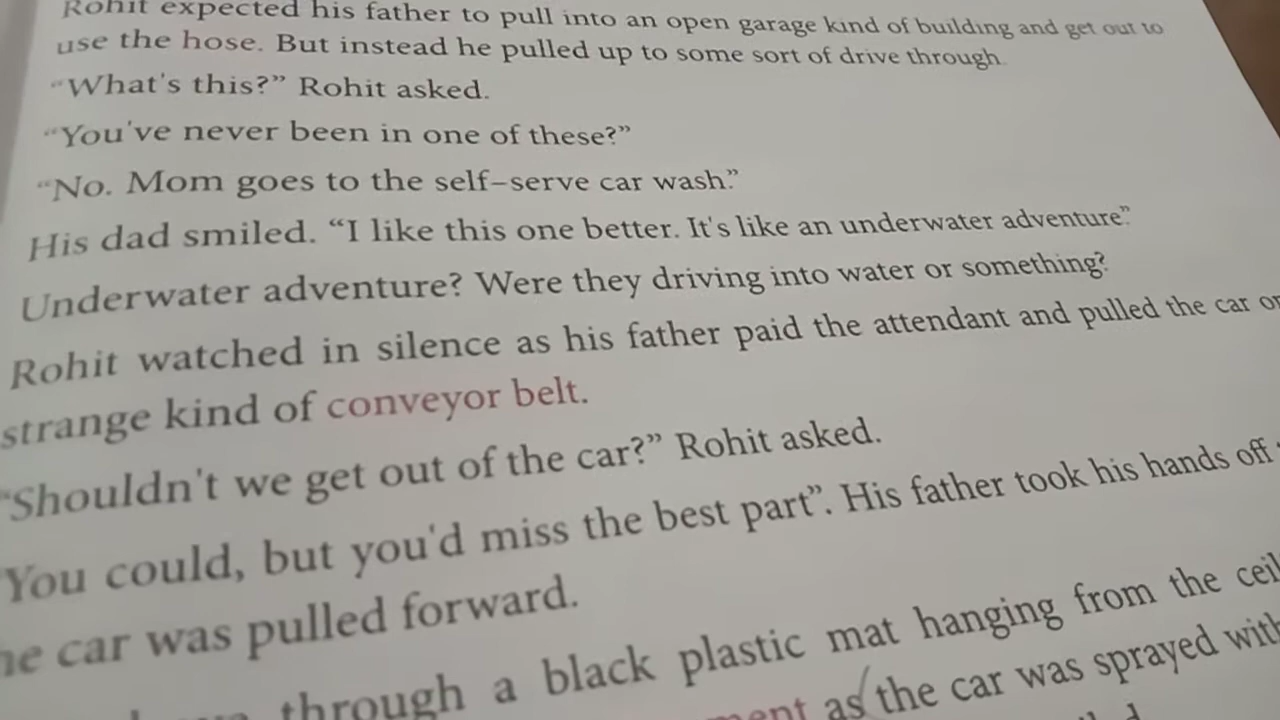 Rohit expected his father to pull into an open garage kind of building and get out to
use the hose. But instead he pulled up to some sort of drive through.
“What's this?” Rohit asked.
“You've never been in one of these?”
“No. Mom goes to the self-serve car wash.”
His dad smiled. “I like this one better. It's like an underwater adventure.”
Underwater adventure? Were they driving into water or something?
Rohit watched in silence as his father paid the attendant and pulled the car
strange kind of conveyor belt.
“Shouldn't we get out of the car?” Rohit asked.
You could, but you'd miss the best part”. His father took his hands off
car was pulled forward.
through a black plastic mat hanging from the
as the car was sprayed with